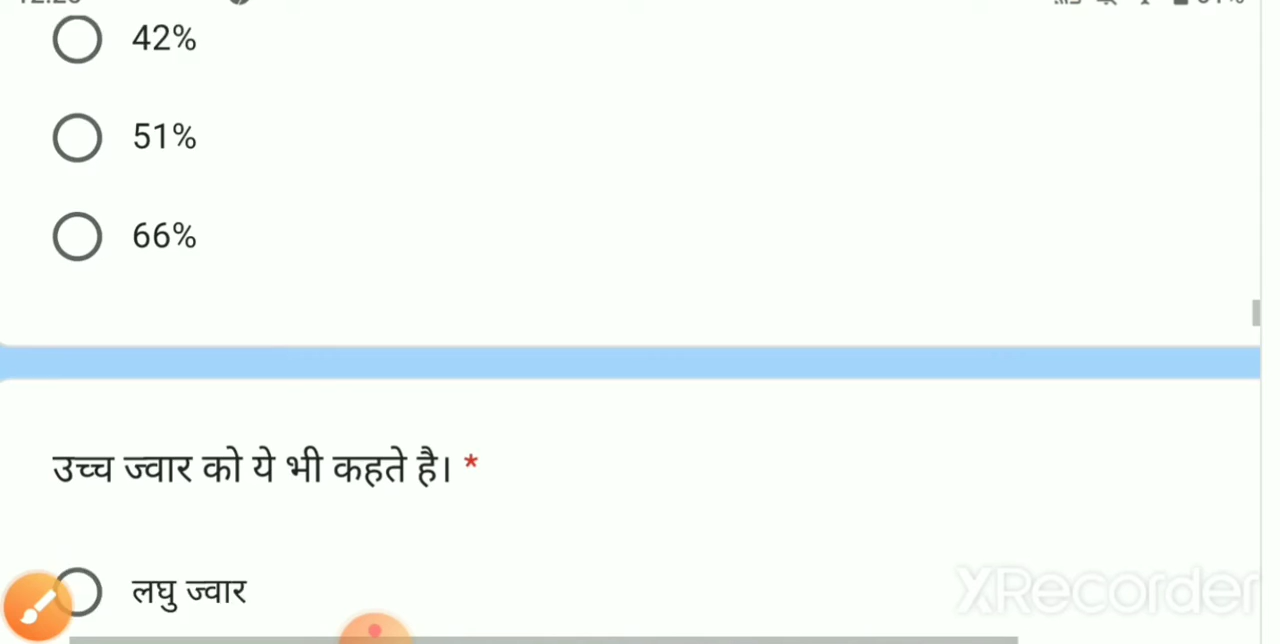 42%
51%
66%
उच्च ज्वार को ये भी कहते है। *
लघु ज्वार
XRecorder